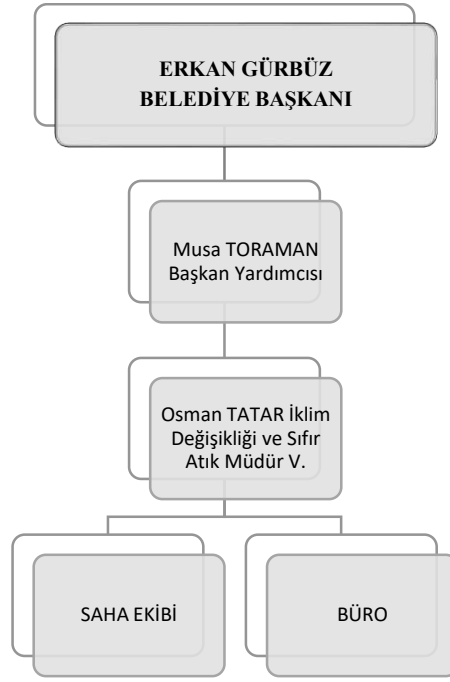 ERKAN GÜRBÜZ
BELEDİYE BAŞKANI
Musa TORAMAN
Başkan Yardımcısı
Osman TATAR İklim
Değişikliği ve Sıfır
Atık Müdür V.
SAHA EKİBİ
BÜRO